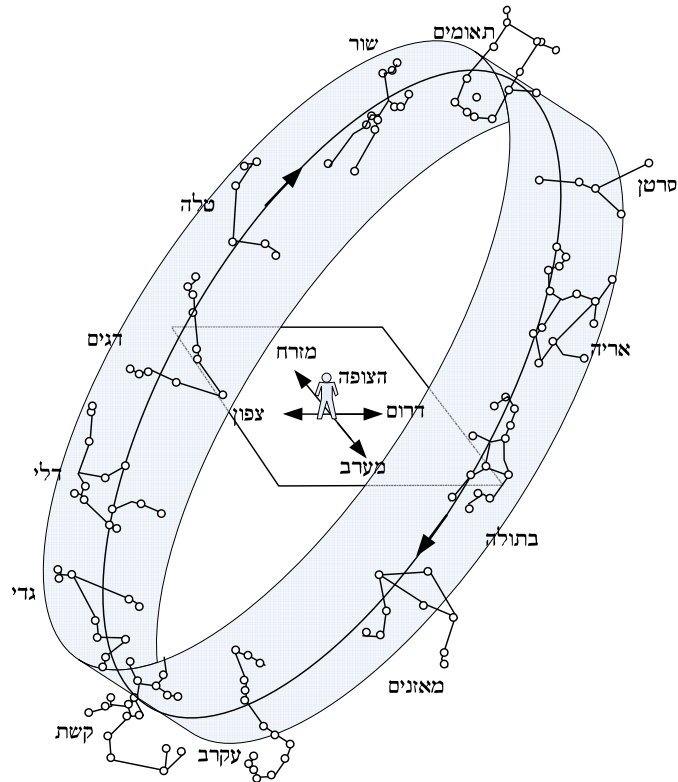 תאומים
שור
סרטן
טלה
דגים
אריה
מזרח
הצופה
צפון
דרום
מערב
דלי
בתולה
גדי
מאזנים
קשת
עקרב